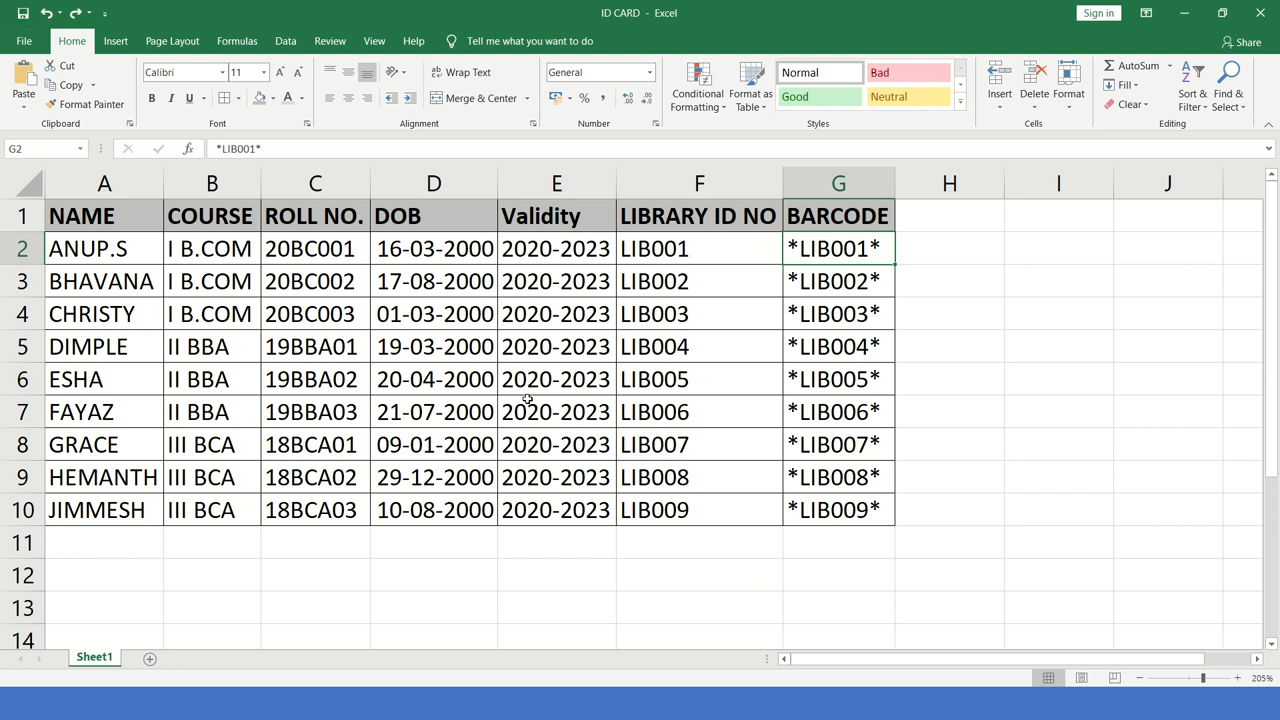 ID CARD - Excel
Sign in
File Home Insert Page Layout Formulas Data Review View Help Tell me what you want to do Share
Paste Cut Copy Format Painter Clipboard
Calibri 11 B I U A Font
Wrap Text Merge & Center Alignment
General % , Number
Conditional Formatting Format as Table Normal Bad Good Neutral Styles
Insert Delete Format Cells
AutoSum Fill Clear Sort & Filter Find & Select Editing
G2 fx *LIB001*
A B C D E F G H I J
1 NAME COURSE ROLL NO. DOB Validity LIBRARY ID NO BARCODE
2 ANUP.S I B.COM 20BC001 16-03-2000 2020-2023 LIB001 *LIB001*
3 BHAVANA I B.COM 20BC002 17-08-2000 2020-2023 LIB002 *LIB002*
4 CHRISTY I B.COM 20BC003 01-03-2000 2020-2023 LIB003 *LIB003*
5 DIMPLE II BBA 19BBA01 19-03-2000 2020-2023 LIB004 *LIB004*
6 ESHA II BBA 19BBA02 20-04-2000 2020-2023 LIB005 *LIB005*
7 FAYAZ II BBA 19BBA03 21-07-2000 2020-2023 LIB006 *LIB006*
8 GRACE III BCA 18BCA01 09-01-2000 2020-2023 LIB007 *LIB007*
9 HEMANTH III BCA 18BCA02 29-12-2000 2020-2023 LIB008 *LIB008*
10 JIMMESH III BCA 18BCA03 10-08-2000 2020-2023 LIB009 *LIB009*
11
12
13
14
Sheet1
205%